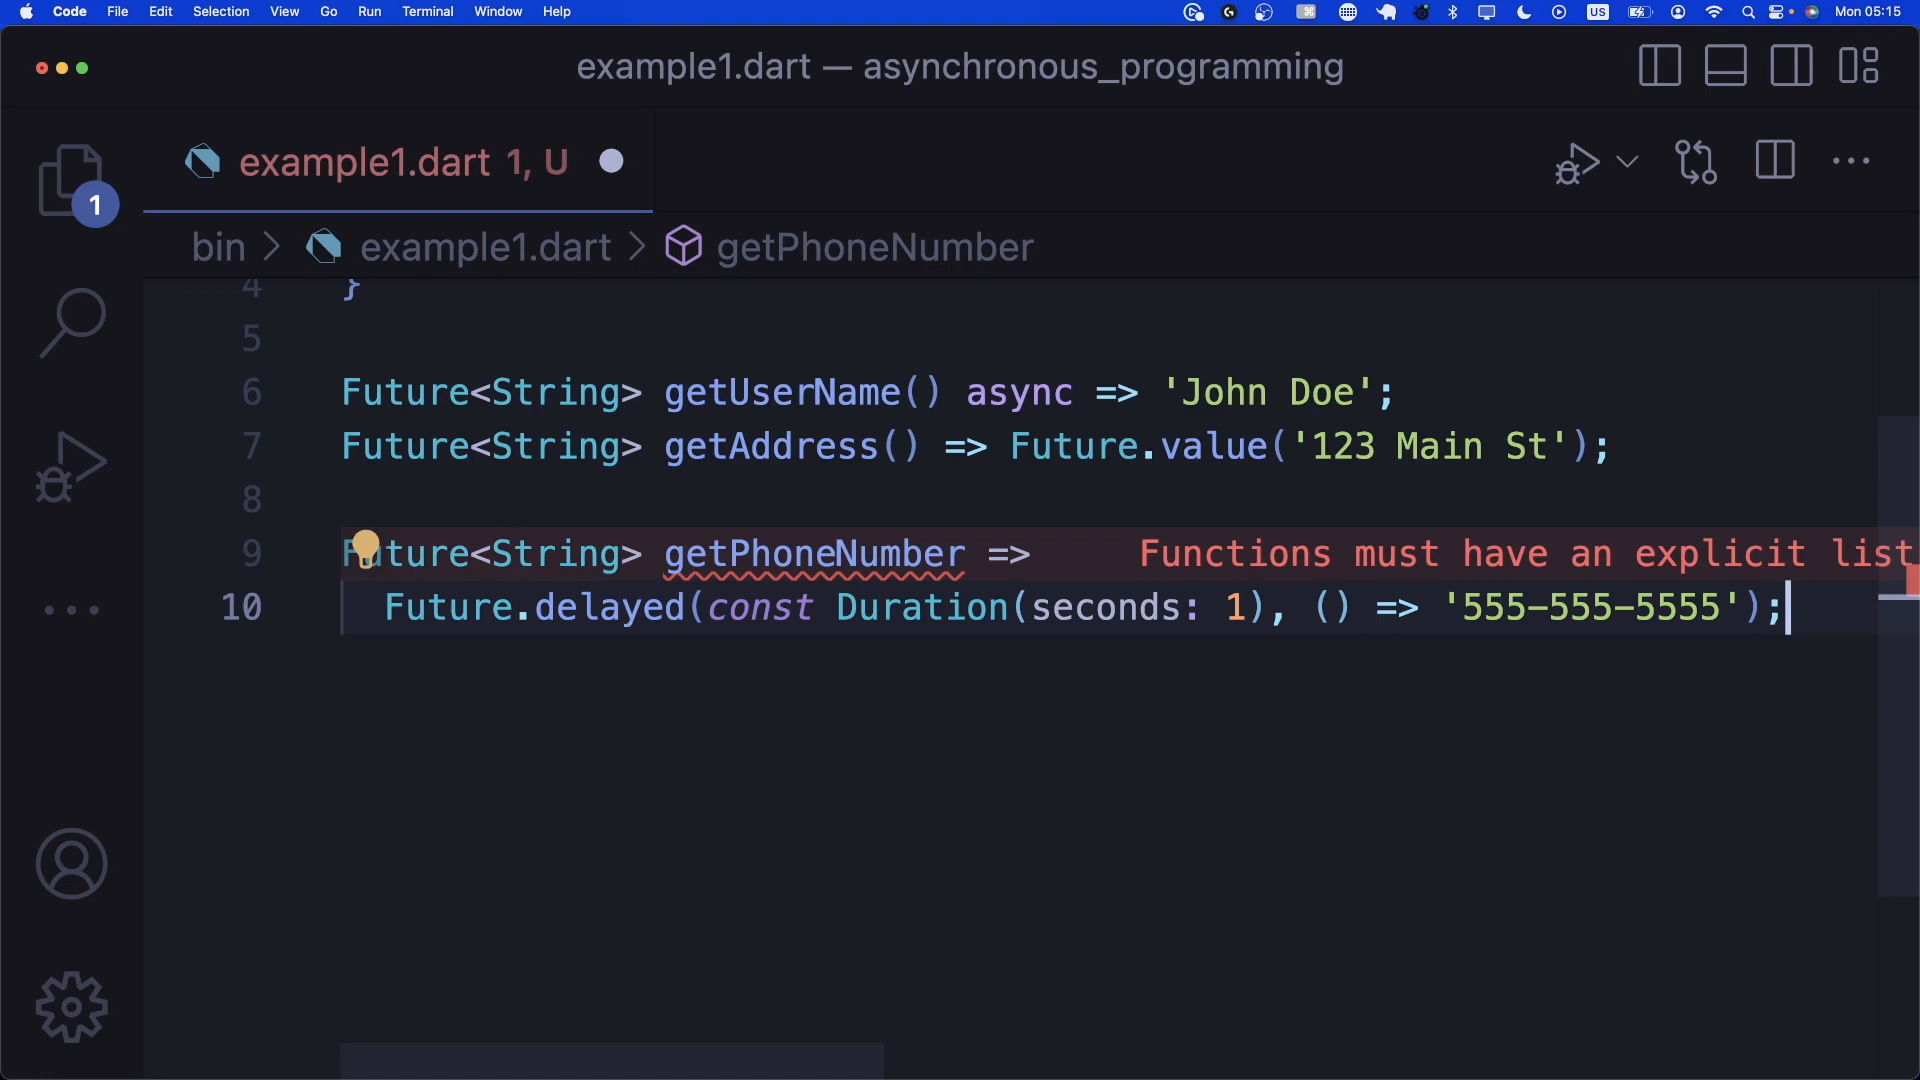 Code File Edit Selection View Go Run Terminal Window Help US Mon 05:15
example1.dart — asynchronous_programming
example1.dart 1, U
1
bin > example1.dart > getPhoneNumber
4 }
5
6 Future<String> getUserName() async => 'John Doe';
7 Future<String> getAddress() => Future.value('123 Main St');
8
9 Future<String> getPhoneNumber => Functions must have an explicit list
10 Future.delayed(const Duration(seconds: 1), () => '555-555-5555');